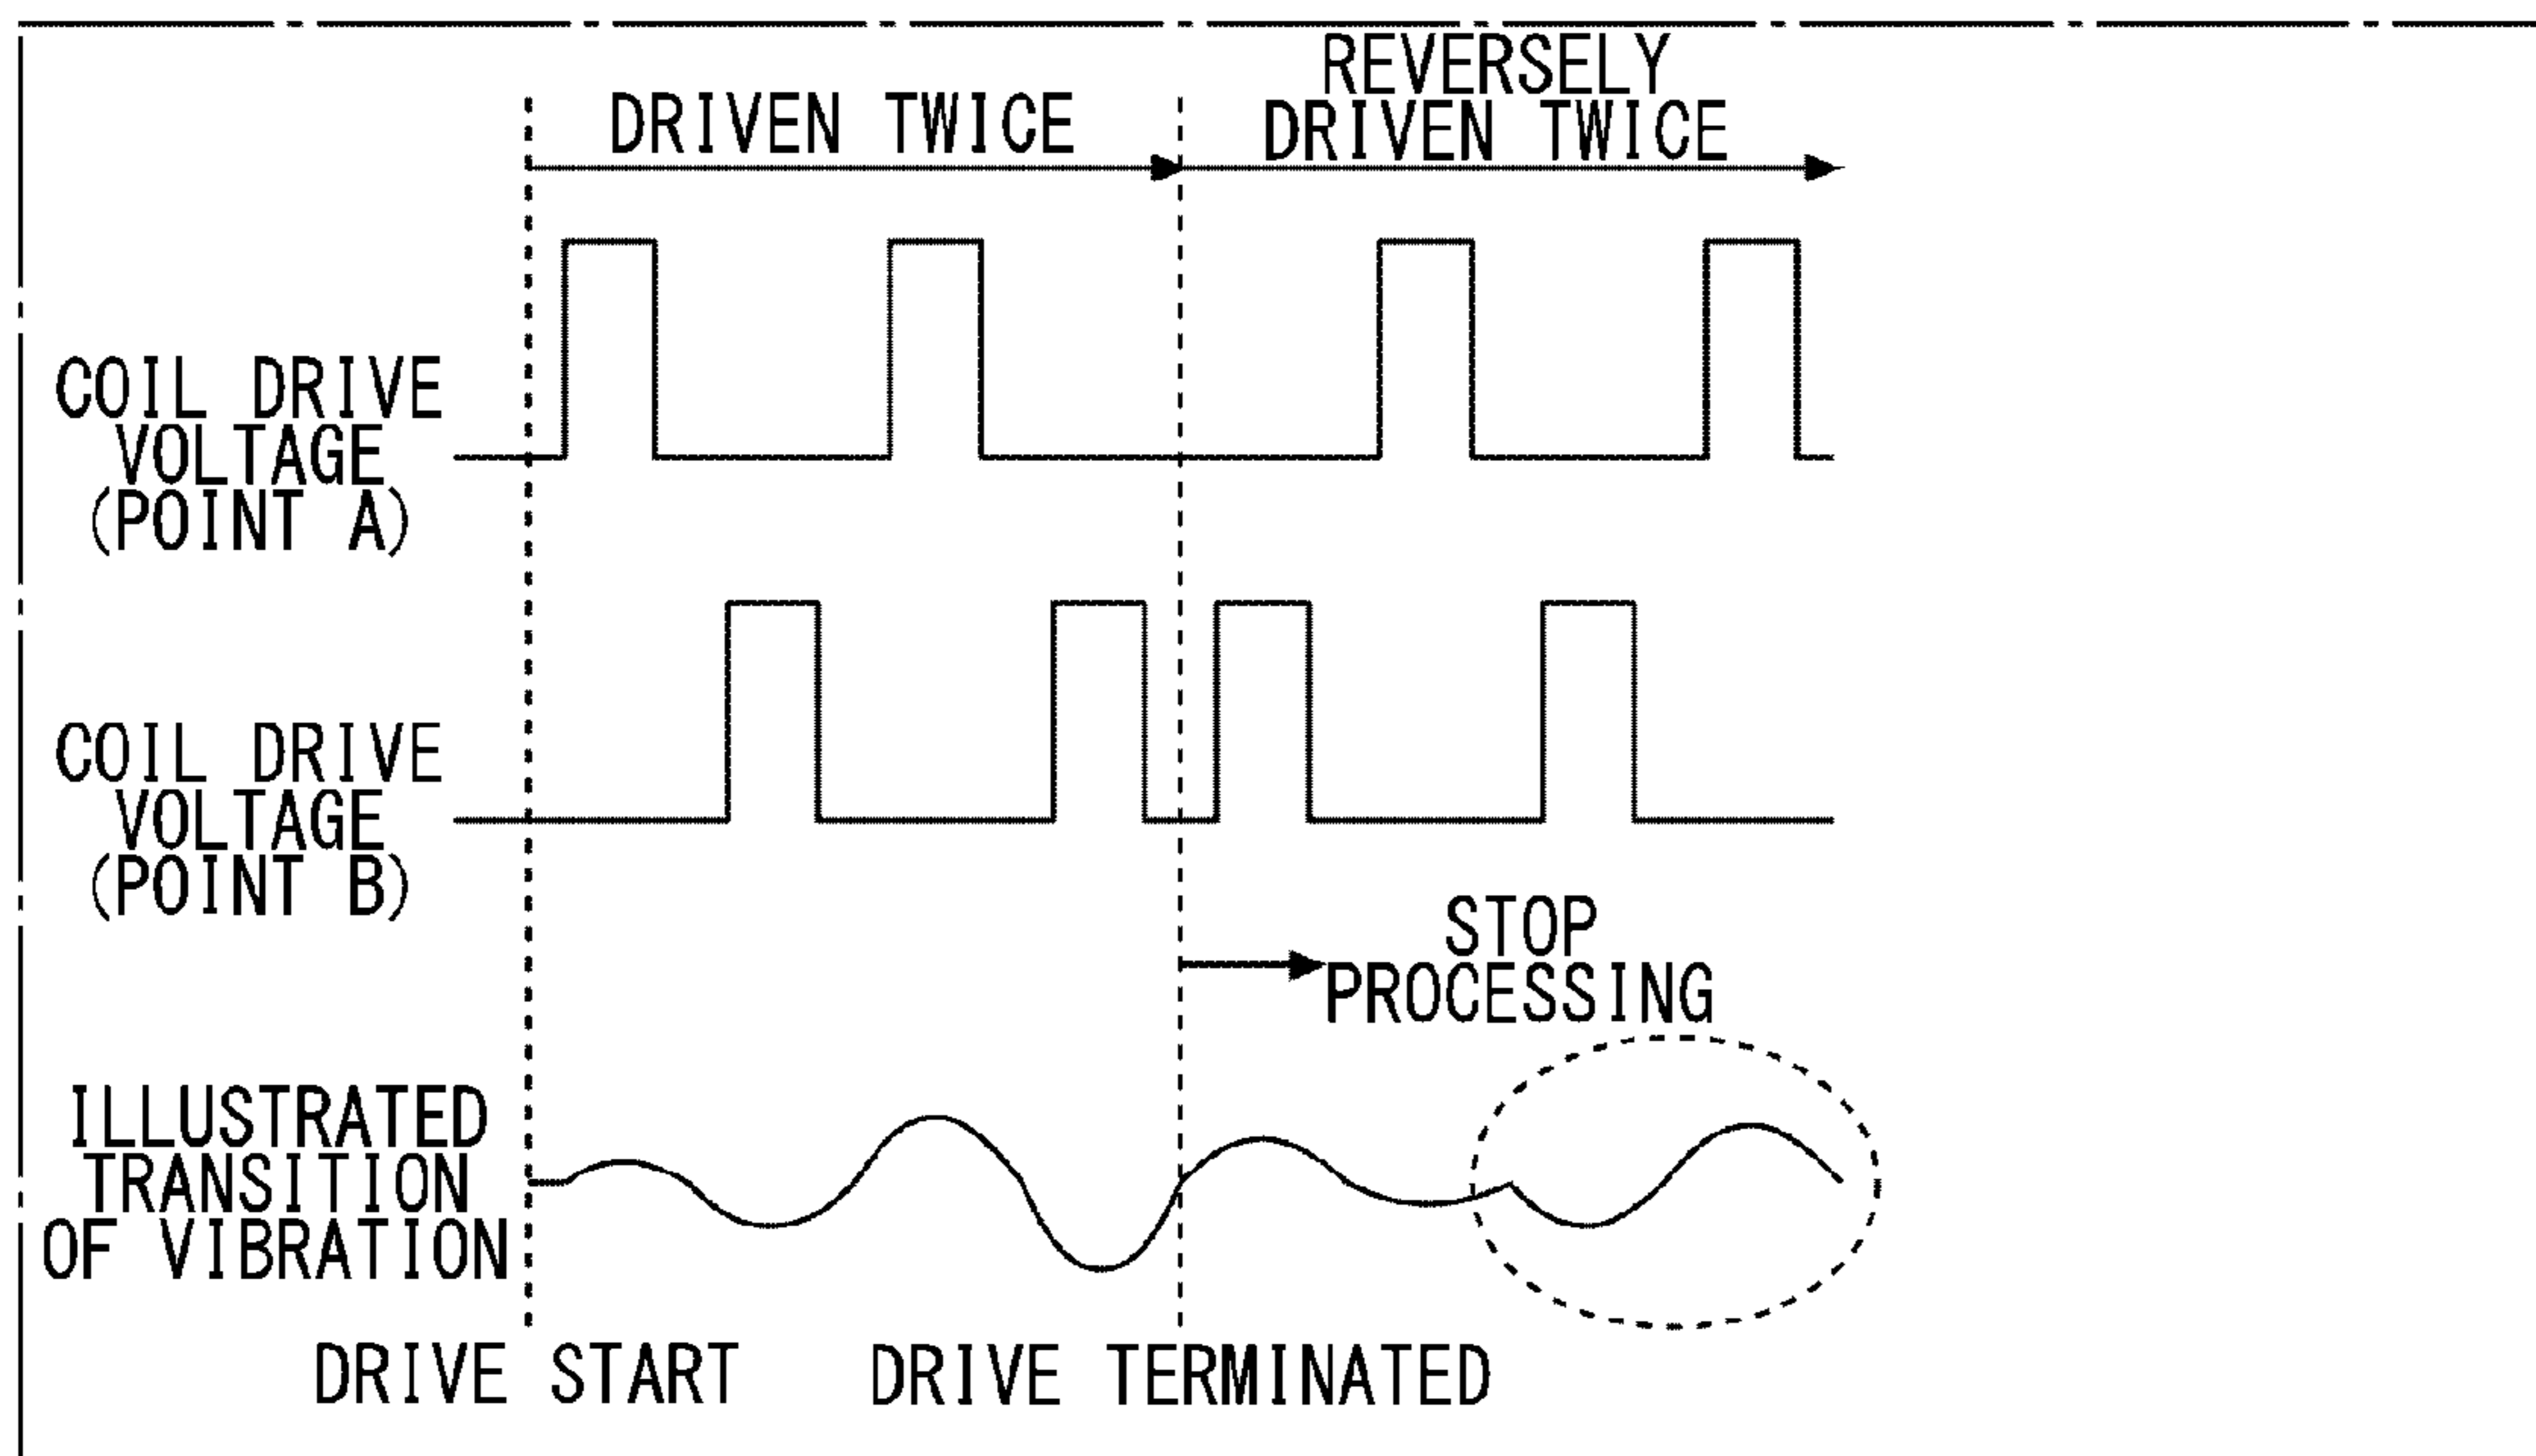 REVERSELY
DRIVEN TWICE
DRIVEN TWICE
COIL DRIVE
VOLTAGE
(POINT A)
COIL DRIVE
VOLTAGE
(POINT B)
STOP
PROCESSING
ILLUSTRATED
TRANSITION
OF VIBRATION
DRIVE START
DRIVE TERMINATED